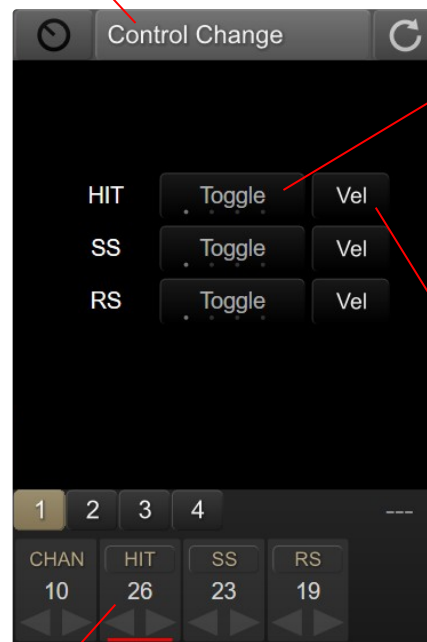 Control Change
HIT Toggle Vel
SS Toggle Vel
RS Toggle Vel
1 2 3 4 ---
CHAN HIT SS RS
10 26 23 19